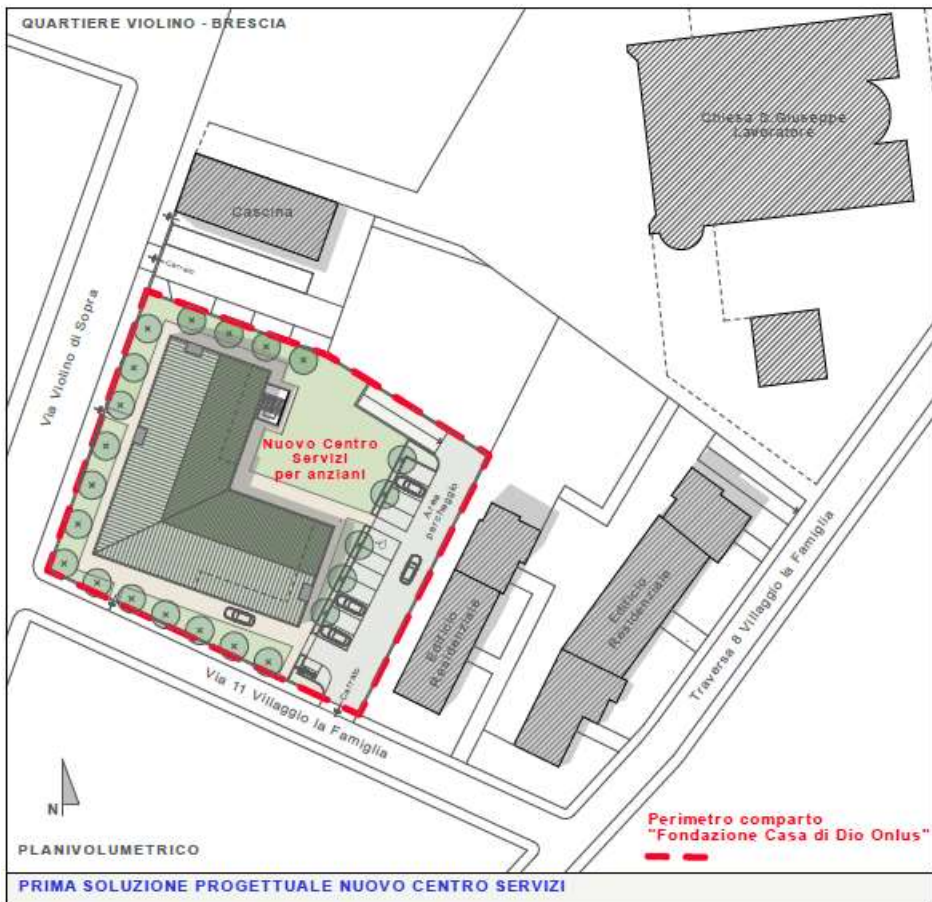 QUARTIERE VIOLINO - BRESCIA
Chiesa S.Giuseppe
Lavoratore
Cascina
Carraio
Via Violino di Sopra
Nuovo Centro
Servizi
per anziani
Area
parcheggio
Edificio
Residenziale
Edificio
Residenziale
Traversa 8 Villaggio la Famiglia
Carraio
Via 11 Villaggio la Famiglia
N
Perimetro comparto
"Fondazione Casa di Dio Onlus"
PLANIVOLUMETRICO
PRIMA SOLUZIONE PROGETTUALE NUOVO CENTRO SERVIZI